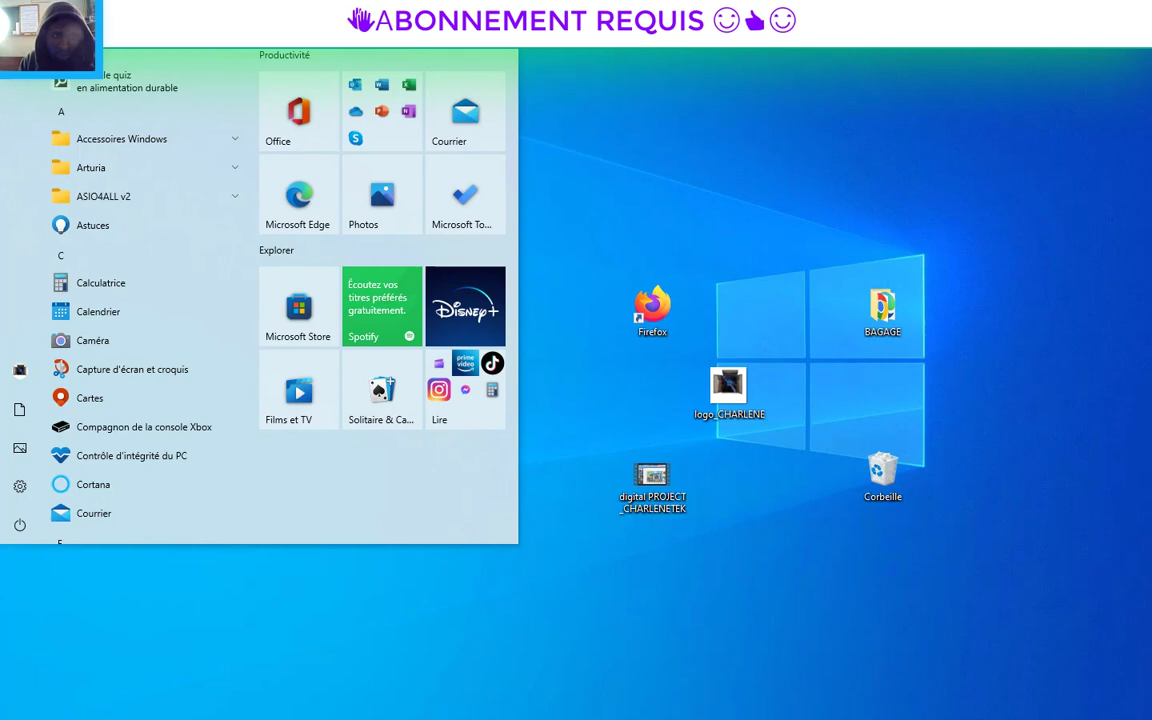 ABONNEMENT REQUIS
le quiz
en alimentation durable
A
Accessoires Windows
Arturia
ASIO4ALL v2
Astuces
C
Calculatrice
Calendrier
Caméra
Capture d'écran et croquis
Cartes
Compagnon de la console Xbox
Contrôle d'intégrité du PC
Cortana
Courrier
Productivité
Office
Courrier
Microsoft Edge
Photos
Microsoft To...
Explorer
Microsoft Store
Écoutez vos
titres préférés
gratuitement.
Spotify
Disney+
Films et TV
Solitaire & Ca...
prime
video
Lire
Firefox
BAGAGE
logo_CHARLENE
digital PROJECT
_CHARLENETEK
Corbeille